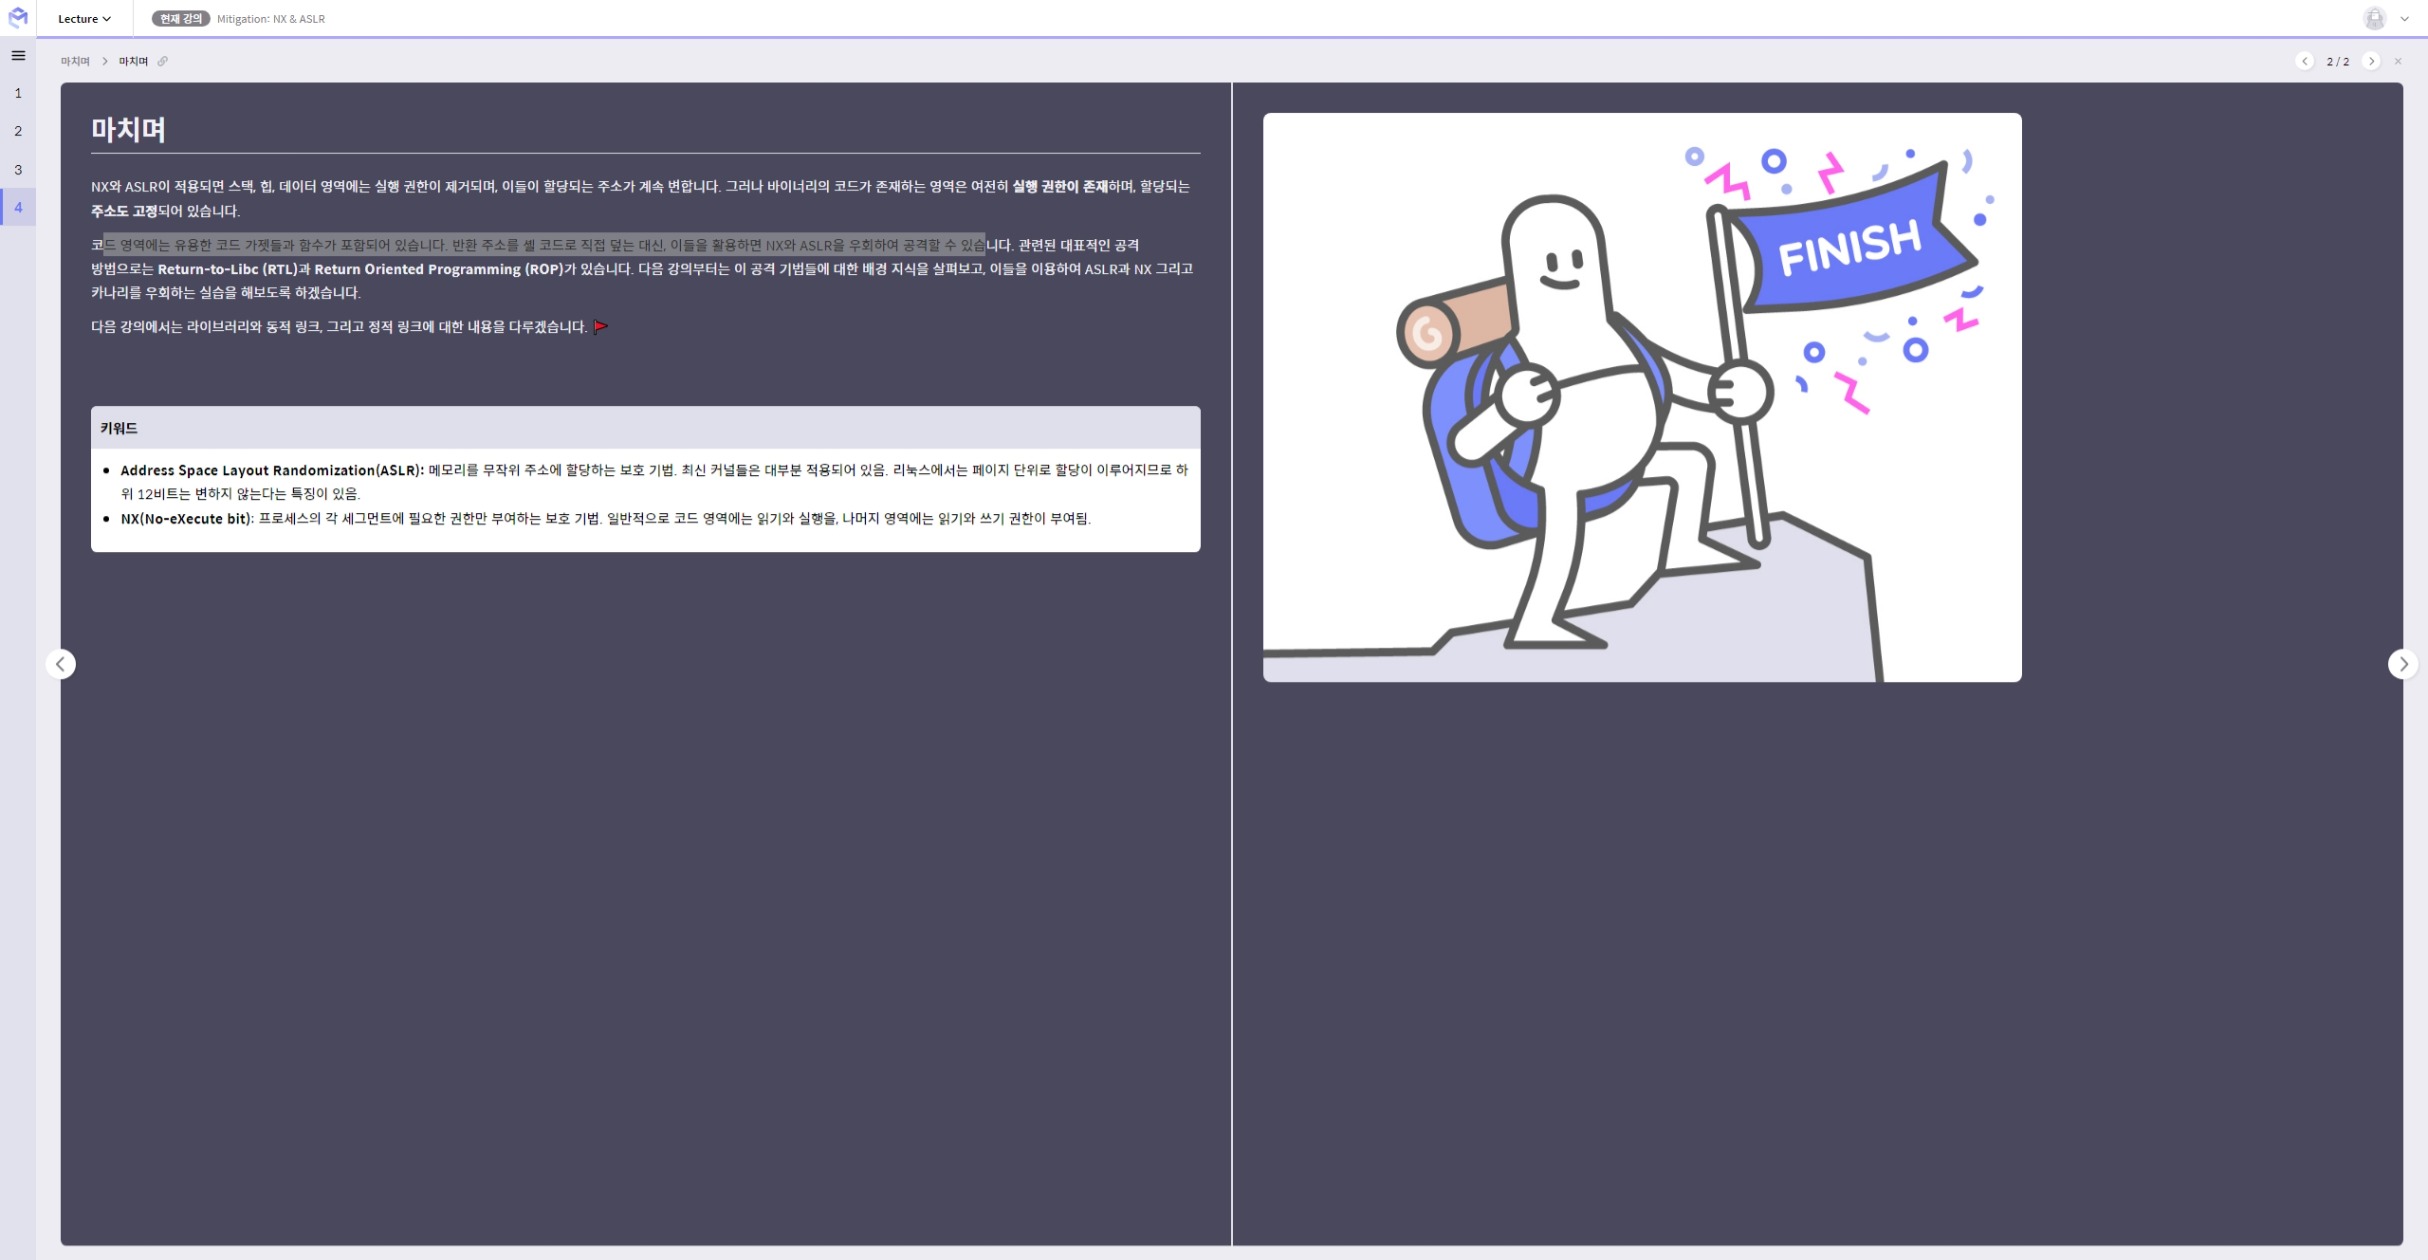 Lecture
현재 강의 Mitigation: NX & ASLR
마치며 > 마치며
2 / 2
1
2
3
4
마치며
NX와 ASLR이 적용되면 스택, 힙, 데이터 영역에는 실행 권한이 제거되며, 이들이 할당되는 주소가 계속 변합니다. 그러나 바이너리의 코드가 존재하는 영역은 여전히 실행 권한이 존재하며, 할당되는
주소도 고정되어 있습니다.
코드 영역에는 유용한 코드 가젯들과 함수가 포함되어 있습니다. 반환 주소를 셸 코드로 직접 덮는 대신, 이들을 활용하면 NX와 ASLR을 우회하여 공격할 수 있습니다. 관련된 대표적인 공격
방법으로는 Return-to-Libc (RTL)과 Return Oriented Programming (ROP)가 있습니다. 다음 강의부터는 이 공격 기법들에 대한 배경 지식을 살펴보고, 이들을 이용하여 ASLR과 NX 그리고
카나리를 우회하는 실습을 해보도록 하겠습니다.
다음 강의에서는 라이브러리와 동적 링크, 그리고 정적 링크에 대한 내용을 다루겠습니다. 🚩
키워드
• Address Space Layout Randomization(ASLR): 메모리를 무작위 주소에 할당하는 보호 기법. 최신 커널들은 대부분 적용되어 있음. 리눅스에서는 페이지 단위로 할당이 이루어지므로 하
위 12비트는 변하지 않는다는 특징이 있음.
• NX(No-eXecute bit): 프로세스의 각 세그먼트에 필요한 권한만 부여하는 보호 기법. 일반적으로 코드 영역에는 읽기와 실행을, 나머지 영역에는 읽기와 쓰기 권한이 부여됨.
FINISH